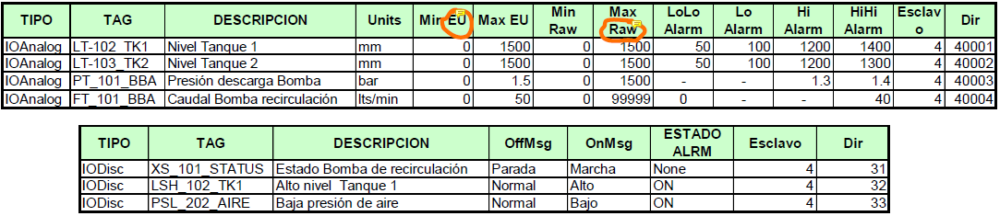 TIPO TAG DESCRIPCION Units Min EU Max EU Min Raw Max Raw LoLo Alarm Lo Alarm Hi Alarm HiHi Alarm Esclavo Dir
IOAnalog LT-102_TK1 Nivel Tanque 1 mm 0 1500 0 1500 50 100 1200 1400 4 40001
IOAnalog LT-103_TK2 Nivel Tanque 2 mm 0 1500 0 1500 50 100 1200 1300 4 40002
IOAnalog PT_101_BBA Presión descarga Bomba bar 0 1.5 0 1500 - - 1.3 1.4 4 40003
IOAnalog FT_101_BBA Caudal Bomba recirculación lts/min 0 50 0 99999 0 - - 40 4 40004
TIPO TAG DESCRIPCION OffMsg OnMsg ESTADO ALRM Esclavo Dir
IODisc XS_101_STATUS Estado Bomba de recirculación Parada Marcha None 4 31
IODisc LSH_102_TK1 Alto nivel Tanque 1 Normal Alto ON 4 32
IODisc PSL_202_AIRE Baja presión de aire Normal Bajo ON 4 33